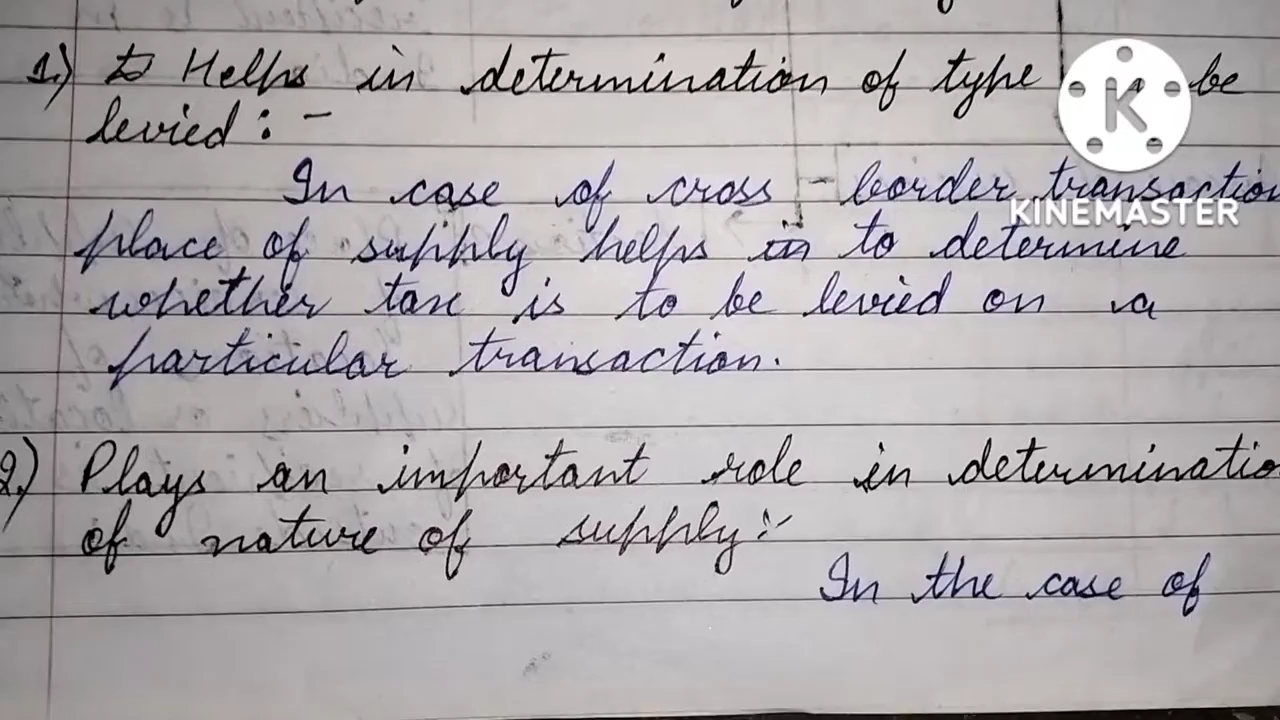 1.) to Helps in determination of type be
levied : -
In case of cross - border transaction
KINEMASTER
place of supply helps in to determine
whether tax is to be levied on a
particular transaction.
2.) Plays an important role in determinatio
of nature of supply :-
In the case of